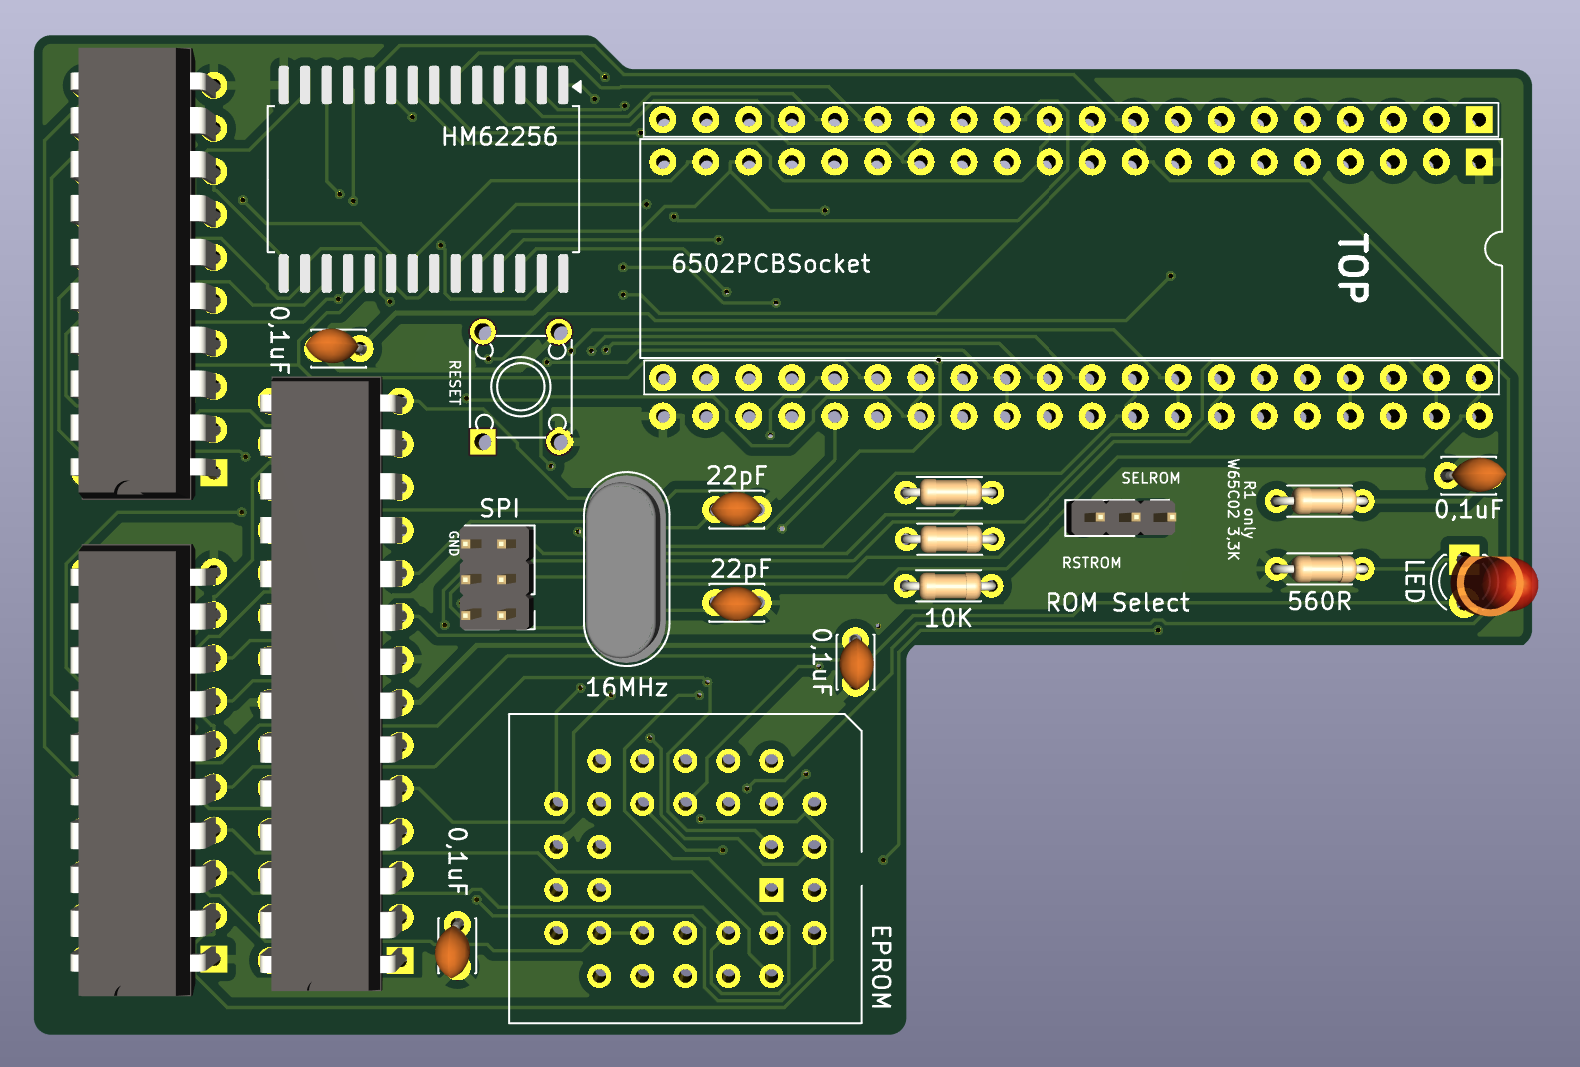 HM62256
TOP
6502PCBSocket
0,1uF
RESET
22pF
SELROM
R1 only
W65C02 3,3K
0,1uF
SPI
GND
RSTROM
22pF
LED
560R
ROM Select
10K
0,1uF
16MHz
0,1uF
EPROM